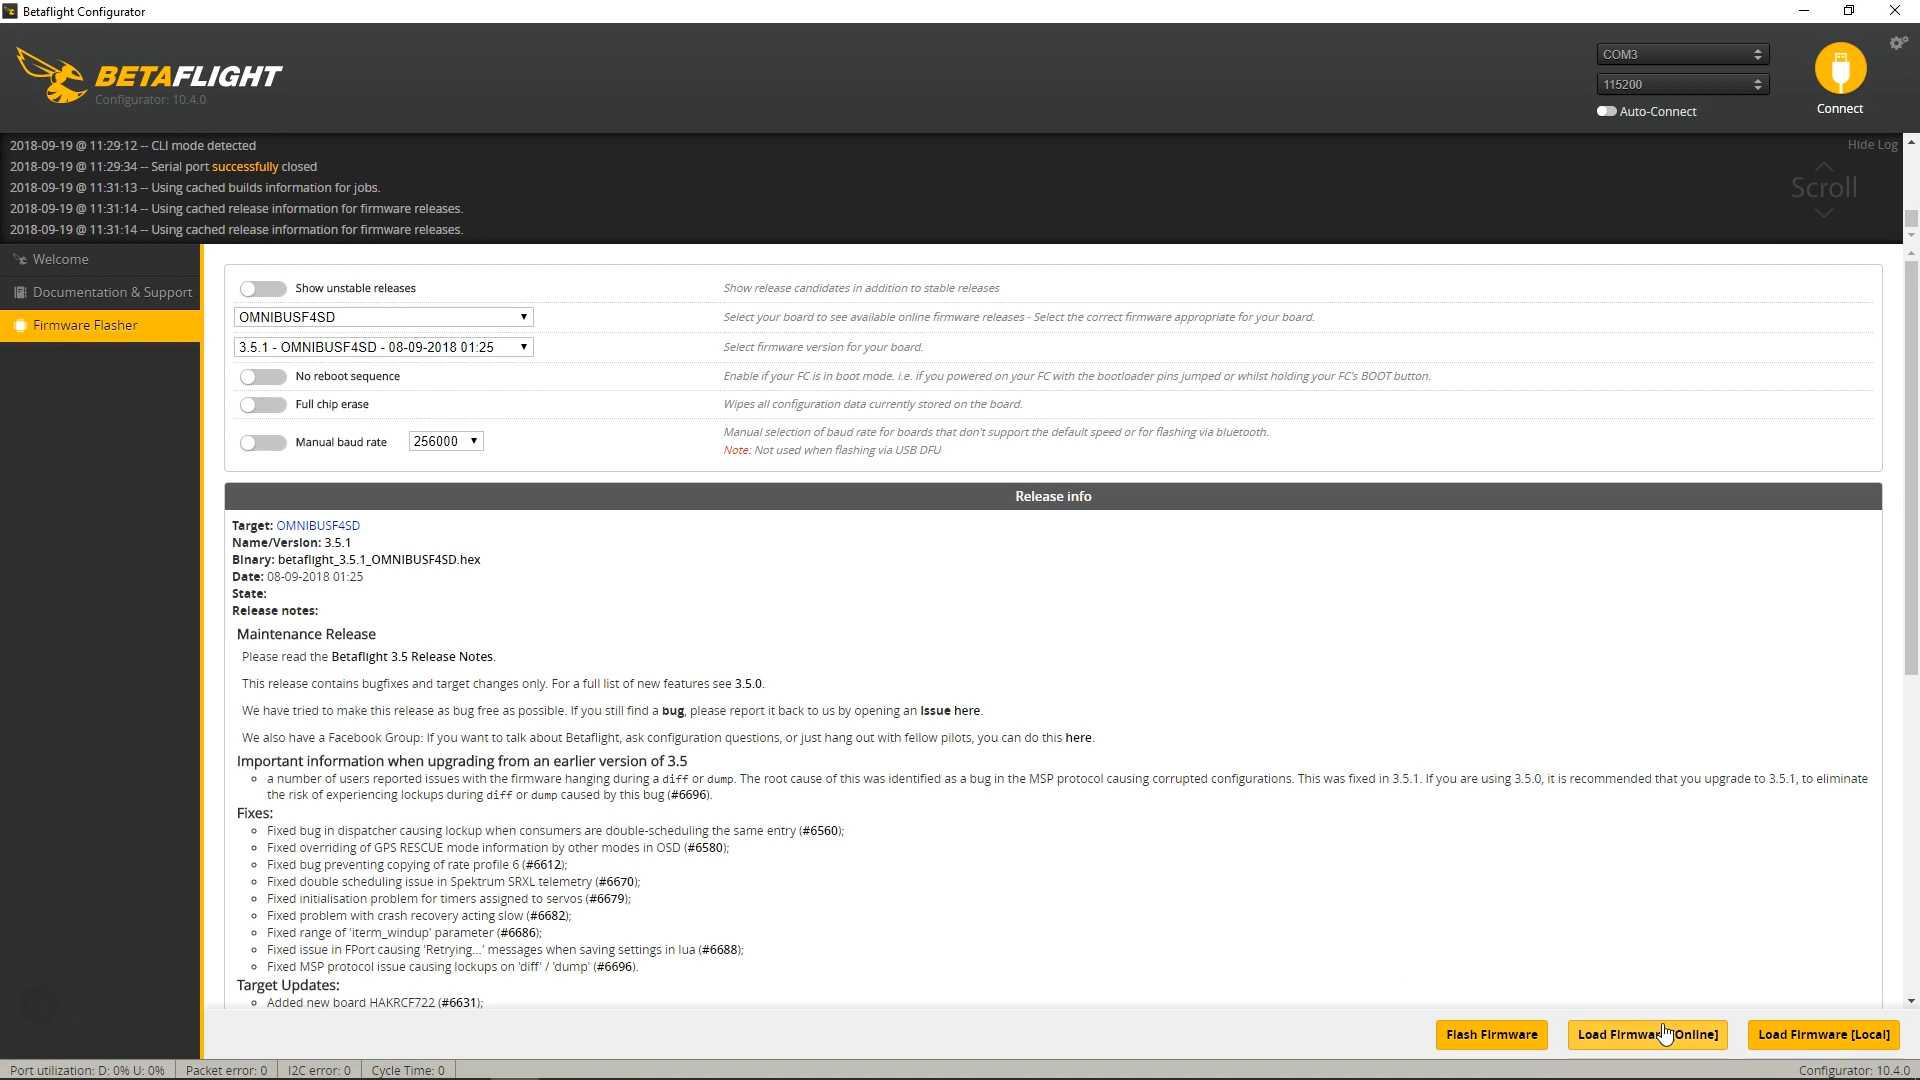 Betaflight Configurator
BETAFLIGHT
Configurator: 10.4.0
COM3
115200
Auto-Connect
Connect
2018-09-19 @ 11:29:12 -- CLI mode detected
2018-09-19 @ 11:29:34 -- Serial port successfully closed
2018-09-19 @ 11:31:13 -- Using cached builds information for jobs.
2018-09-19 @ 11:31:14 -- Using cached release information for firmware releases.
2018-09-19 @ 11:31:14 -- Using cached release information for firmware releases.
Hide Log
Scroll
Welcome
Documentation & Support
Firmware Flasher
Show unstable releases
Show release candidates in addition to stable releases
OMNIBUSF4SD
Select your board to see available online firmware releases - Select the correct firmware appropriate for your board.
3.5.1 - OMNIBUSF4SD - 08-09-2018 01:25
Select firmware version for your board.
No reboot sequence
Enable if your FC is in boot mode. i.e. if you powered on your FC with the bootloader pins jumped or whilst holding your FC's BOOT button.
Full chip erase
Wipes all configuration data currently stored on the board.
Manual baud rate
256000
Manual selection of baud rate for boards that don't support the default speed or for flashing via bluetooth.
Note: Not used when flashing via USB DFU
Release info
Target: OMNIBUSF4SD
Name/Version: 3.5.1
Binary: betaflight_3.5.1_OMNIBUSF4SD.hex
Date: 08-09-2018 01:25
State:
Release notes:
Maintenance Release
Please read the Betaflight 3.5 Release Notes.
This release contains bugfixes and target changes only. For a full list of new features see 3.5.0.
We have tried to make this release as bug free as possible. If you still find a bug, please report it back to us by opening an issue here.
We also have a Facebook Group: If you want to talk about Betaflight, ask configuration questions, or just hang out with fellow pilots, you can do this here.
Important information when upgrading from an earlier version of 3.5
a number of users reported issues with the firmware hanging during a diff or dump. The root cause of this was identified as a bug in the MSP protocol causing corrupted configurations. This was fixed in 3.5.1. If you are using 3.5.0, it is recommended that you upgrade to 3.5.1, to eliminate
the risk of experiencing lockups during diff or dump caused by this bug (#6696).
Fixes:
Fixed bug in dispatcher causing lockup when consumers are double-scheduling the same entry (#6560);
Fixed overriding of GPS RESCUE mode information by other modes in OSD (#6580);
Fixed bug preventing copying of rate profile 6 (#6612);
Fixed double scheduling issue in Spektrum SRXL telemetry (#6670);
Fixed initialisation problem for timers assigned to servos (#6679);
Fixed problem with crash recovery acting slow (#6682);
Fixed range of 'iterm_windup' parameter (#6686);
Fixed issue in FPort causing 'Retrying...' messages when saving settings in lua (#6688);
Fixed MSP protocol issue causing lockups on 'diff' / 'dump' (#6696).
Target Updates:
Added new board HAKRCF722 (#6631);
Flash Firmware
Load Firmwar Online]
Load Firmware [Local]
Port utilization: D: 0% U: 0%
Packet error: 0
I2C error: 0
Cycle Time: 0
Configurator: 10.4.0